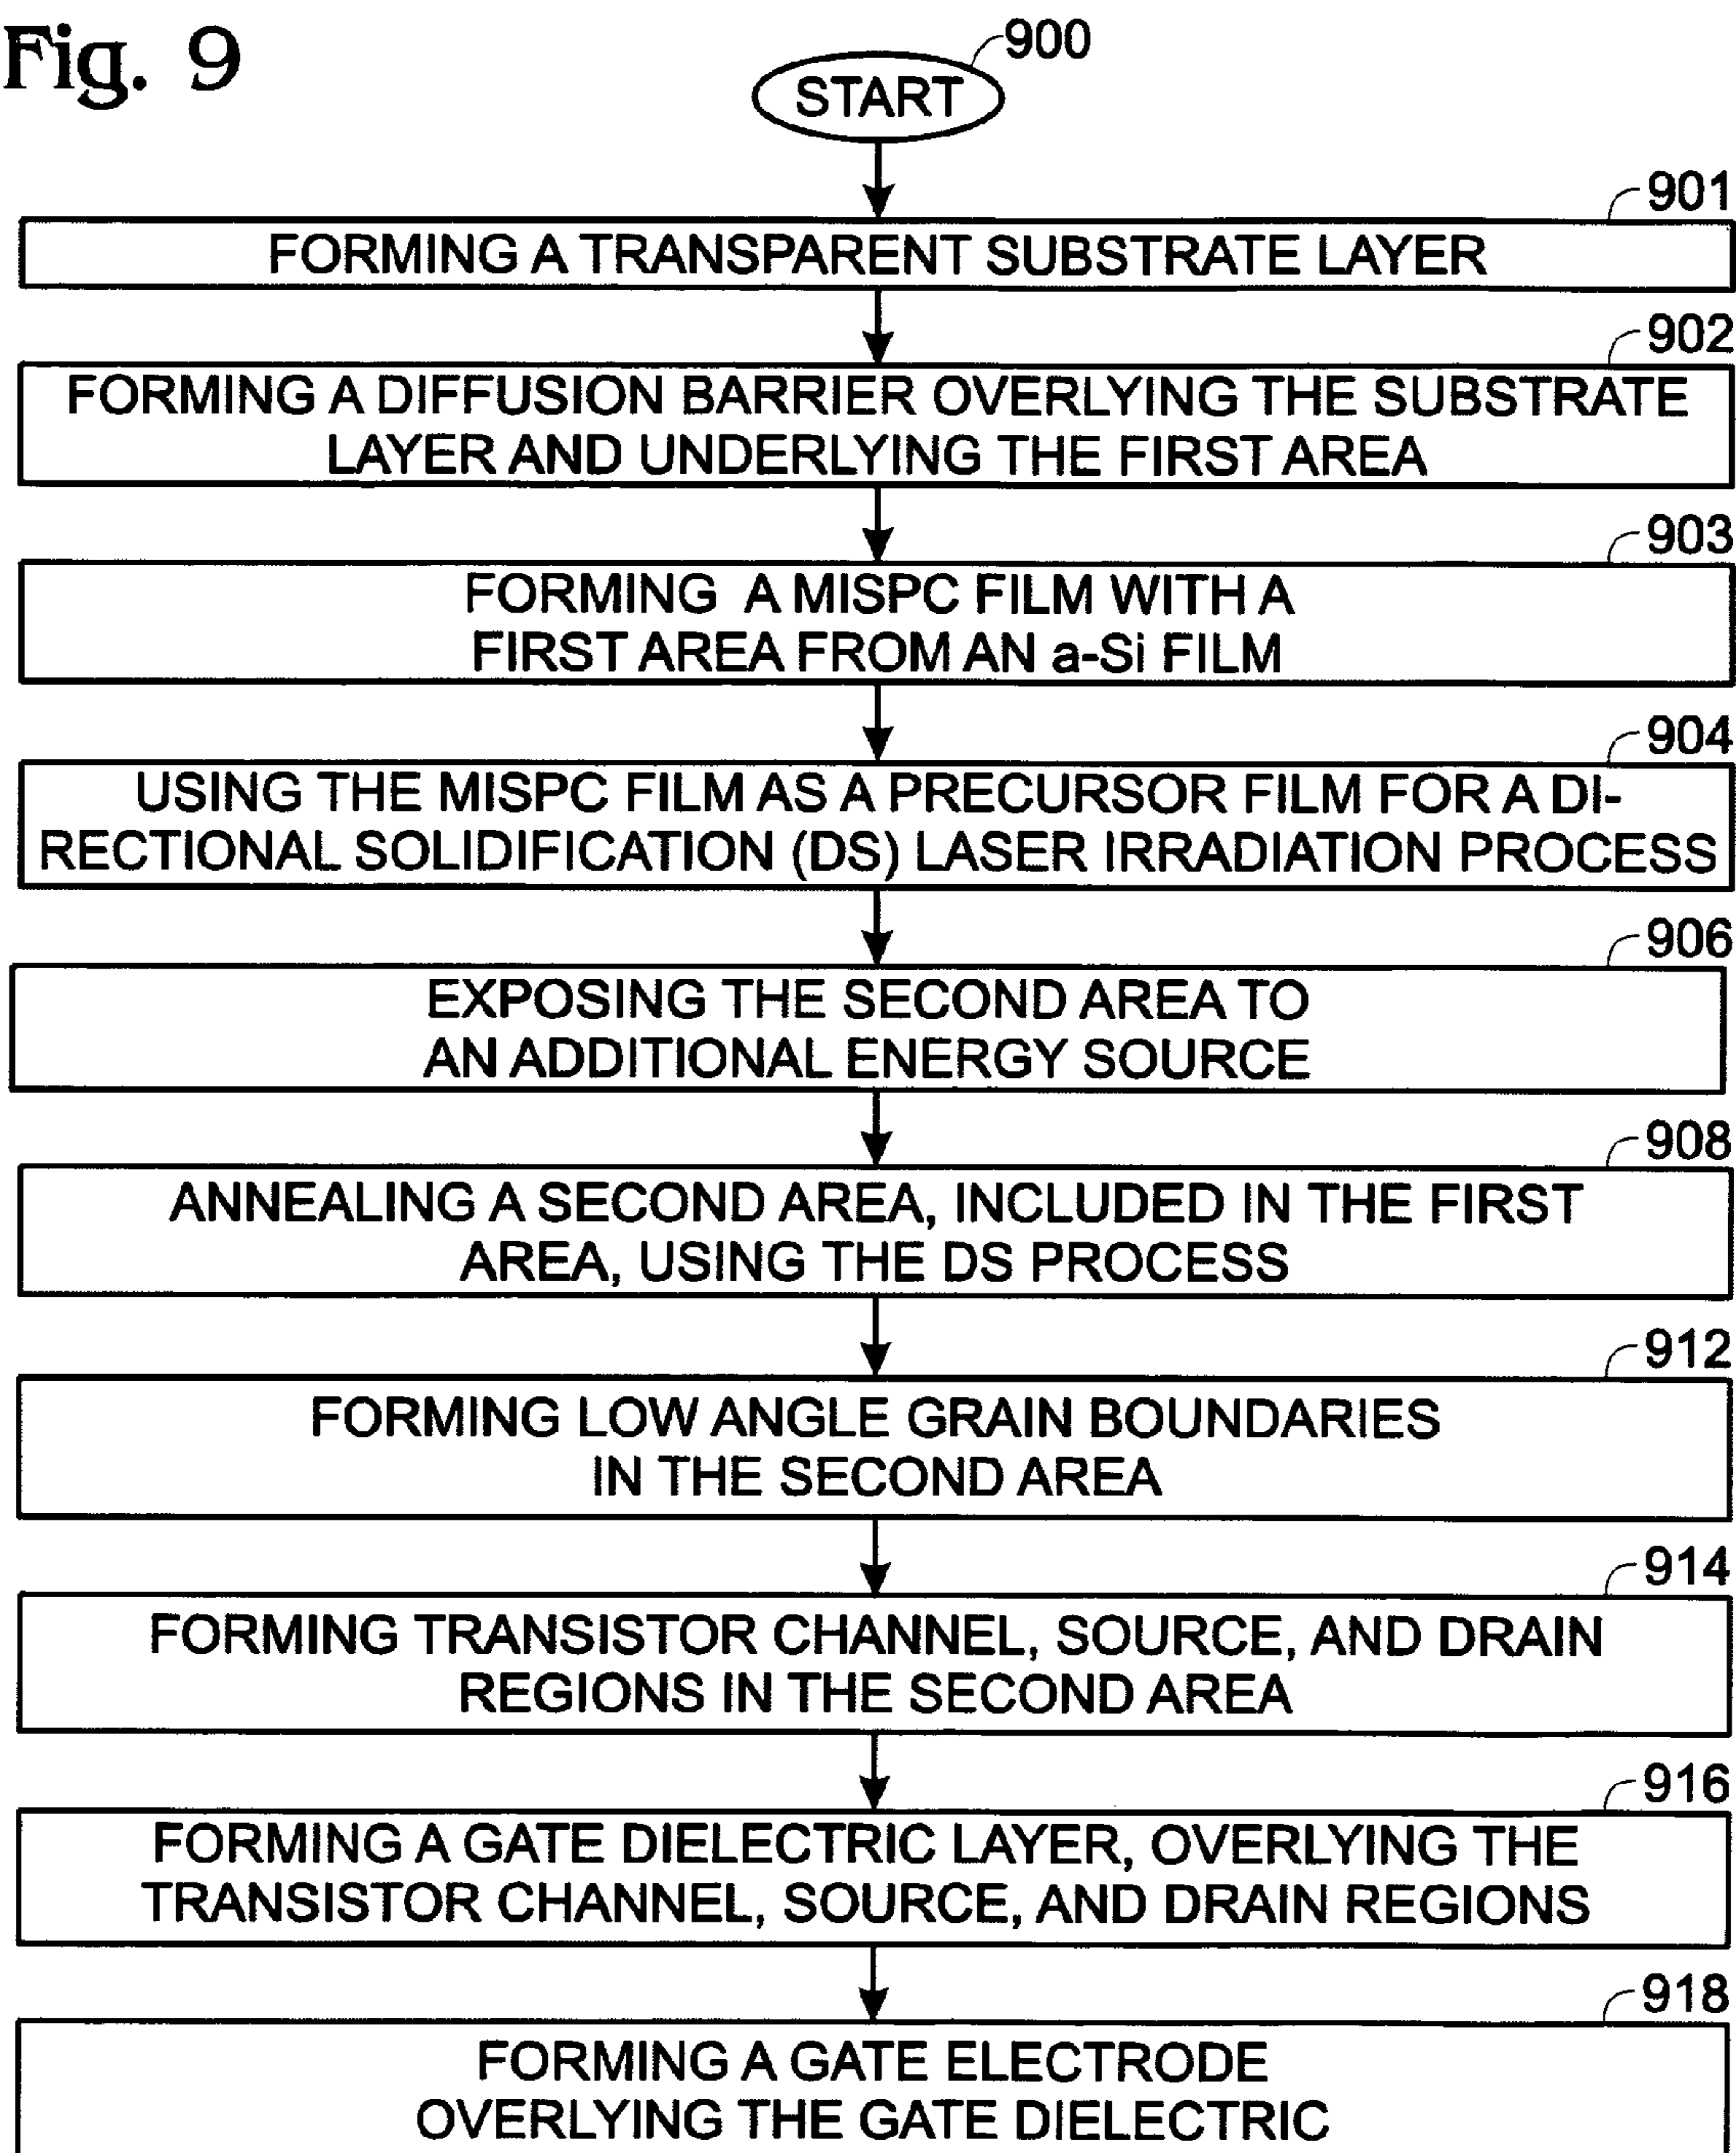 Fig. 9
900
START
901
FORMING A TRANSPARENT SUBSTRATE LAYER
902
FORMING A DIFFUSION BARRIER OVERLYING THE SUBSTRATE
LAYER AND UNDERLYING THE FIRST AREA
903
FORMING A MISPC FILM WITH A
FIRST AREA FROM AN a-Si FILM
904
USING THE MISPC FILM AS A PRECURSOR FILM FOR A DI-
RECTIONAL SOLIDIFICATION (DS) LASER IRRADIATION PROCESS
906
EXPOSING THE SECOND AREA TO
AN ADDITIONAL ENERGY SOURCE
908
ANNEALING A SECOND AREA, INCLUDED IN THE FIRST
AREA, USING THE DS PROCESS
912
FORMING LOW ANGLE GRAIN BOUNDARIES
IN THE SECOND AREA
914
FORMING TRANSISTOR CHANNEL, SOURCE, AND DRAIN
REGIONS IN THE SECOND AREA
916
FORMING A GATE DIELECTRIC LAYER, OVERLYING THE
TRANSISTOR CHANNEL, SOURCE, AND DRAIN REGIONS
918
FORMING A GATE ELECTRODE
OVERLYING THE GATE DIELECTRIC